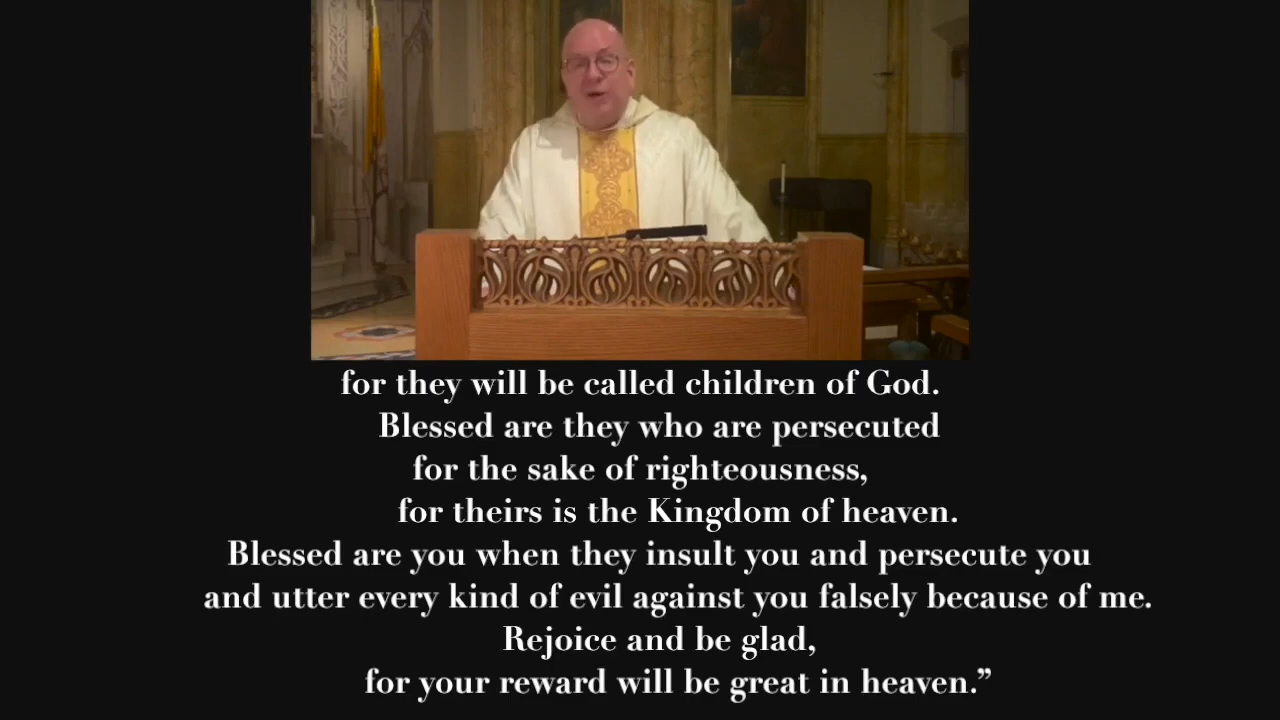 for they will be called children of God.
Blessed are they who are persecuted
for the sake of righteousness,
for theirs is the Kingdom of heaven.
Blessed are you when they insult you and persecute you
and utter every kind of evil against you falsely because of me.
Rejoice and be glad,
for your reward will be great in heaven.”